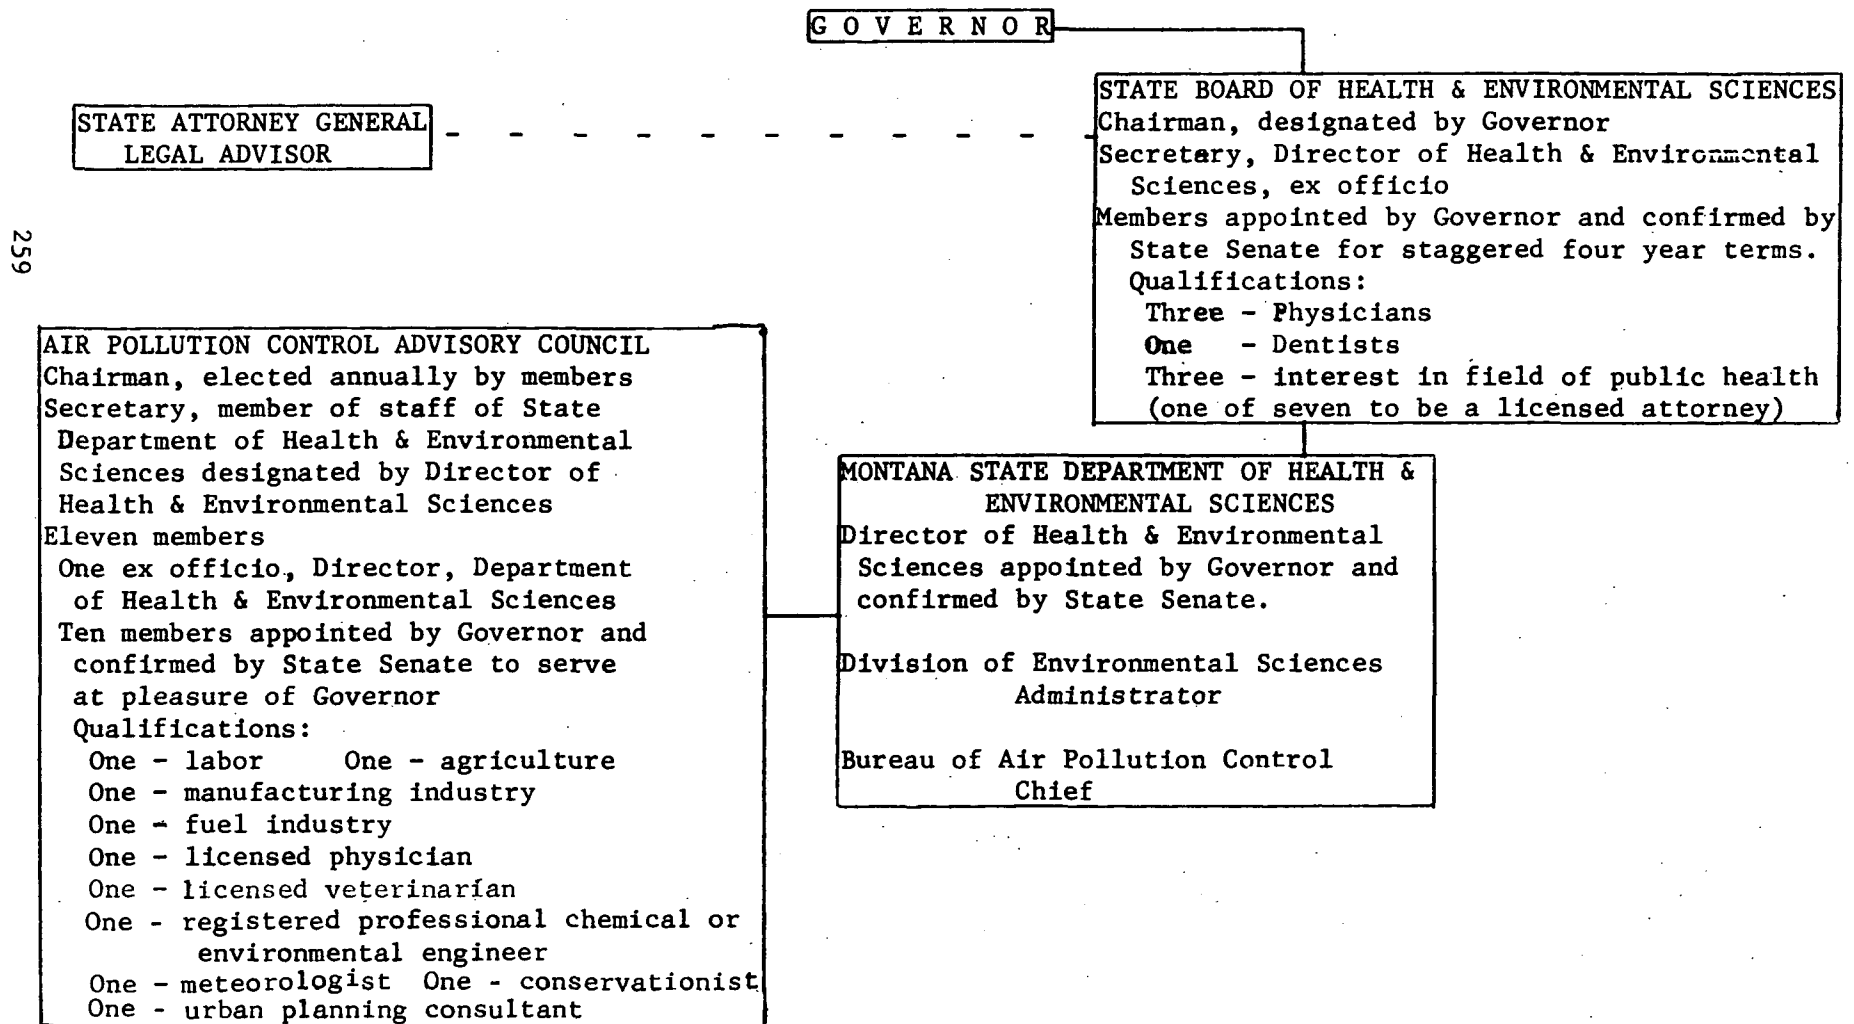 G O V E R N O R
STATE ATTORNEY GENERAL
LEGAL ADVISOR
STATE BOARD OF HEALTH & ENVIRONMENTAL SCIENCES
Chairman, designated by Governor
Secretary, Director of Health & Environmental
Sciences, ex officio
Members appointed by Governor and confirmed by
State Senate for staggered four year terms.
Qualifications:
Three - Physicians
One - Dentists
Three - interest in field of public health
(one of seven to be a licensed attorney)
259
AIR POLLUTION CONTROL ADVISORY COUNCIL
Chairman, elected annually by members
Secretary, member of staff of State
Department of Health & Environmental
Sciences designated by Director of
Health & Environmental Sciences
Eleven members
One ex officio, Director, Department
of Health & Environmental Sciences
Ten members appointed by Governor and
confirmed by State Senate to serve
at pleasure of Governor
Qualifications:
One - labor One - agriculture
One - manufacturing industry
One - fuel industry
One - licensed physician
One - licensed veterinarian
One - registered professional chemical or
environmental engineer
One - meteorologist One - conservationist
One - urban planning consultant
MONTANA STATE DEPARTMENT OF HEALTH &
ENVIRONMENTAL SCIENCES
Director of Health & Environmental
Sciences appointed by Governor and
confirmed by State Senate.
Division of Environmental Sciences
Administrator
Bureau of Air Pollution Control
Chief